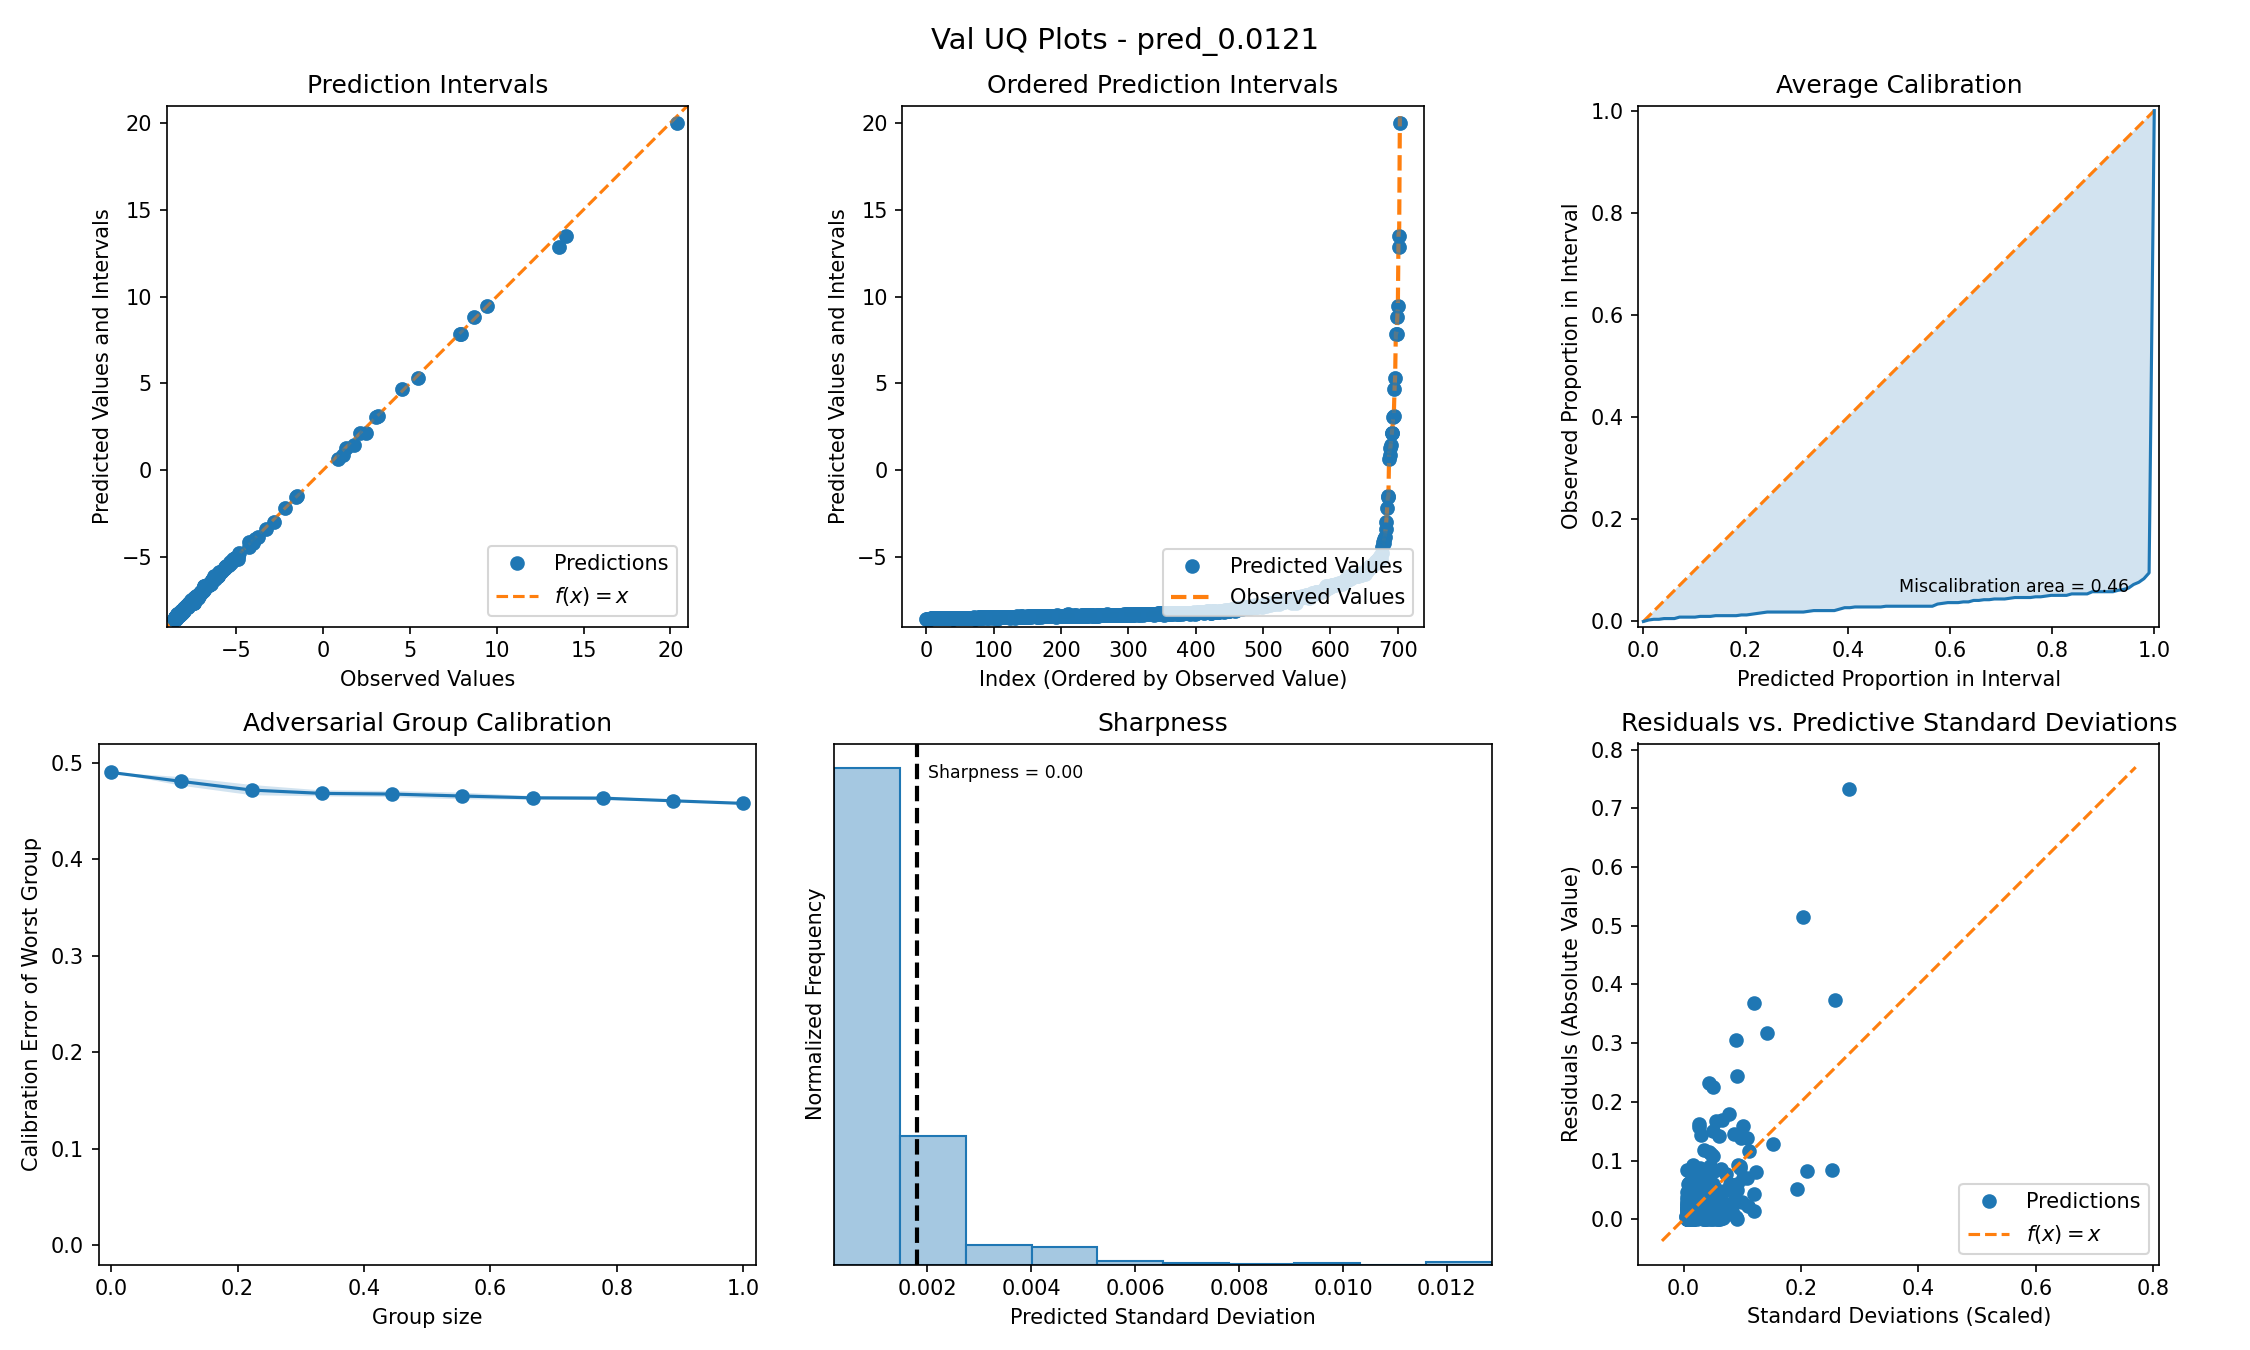 Val UQ Plots - pred_0.0121
Prediction Intervals
Predicted Values and Intervals
20
15
10
5
0
−5
−5
0
5
10
15
20
Observed Values
Predictions
f(x) = x
Ordered Prediction Intervals
Predicted Values and Intervals
20
15
10
5
0
−5
0
100
200
300
400
500
600
700
Index (Ordered by Observed Value)
Predicted Values
Observed Values
Average Calibration
Observed Proportion in Interval
1.0
0.8
0.6
0.4
0.2
0.0
0.0
0.2
0.4
0.6
0.8
1.0
Predicted Proportion in Interval
Miscalibration area = 0.46
Adversarial Group Calibration
Calibration Error of Worst Group
0.5
0.4
0.3
0.2
0.1
0.0
0.0
0.2
0.4
0.6
0.8
1.0
Group size
Sharpness
Normalized Frequency
Sharpness = 0.00
0.002
0.004
0.006
0.008
0.010
0.012
Predicted Standard Deviation
Residuals vs. Predictive Standard Deviations
Residuals (Absolute Value)
0.8
0.7
0.6
0.5
0.4
0.3
0.2
0.1
0.0
0.0
0.2
0.4
0.6
0.8
Standard Deviations (Scaled)
Predictions
f(x) = x